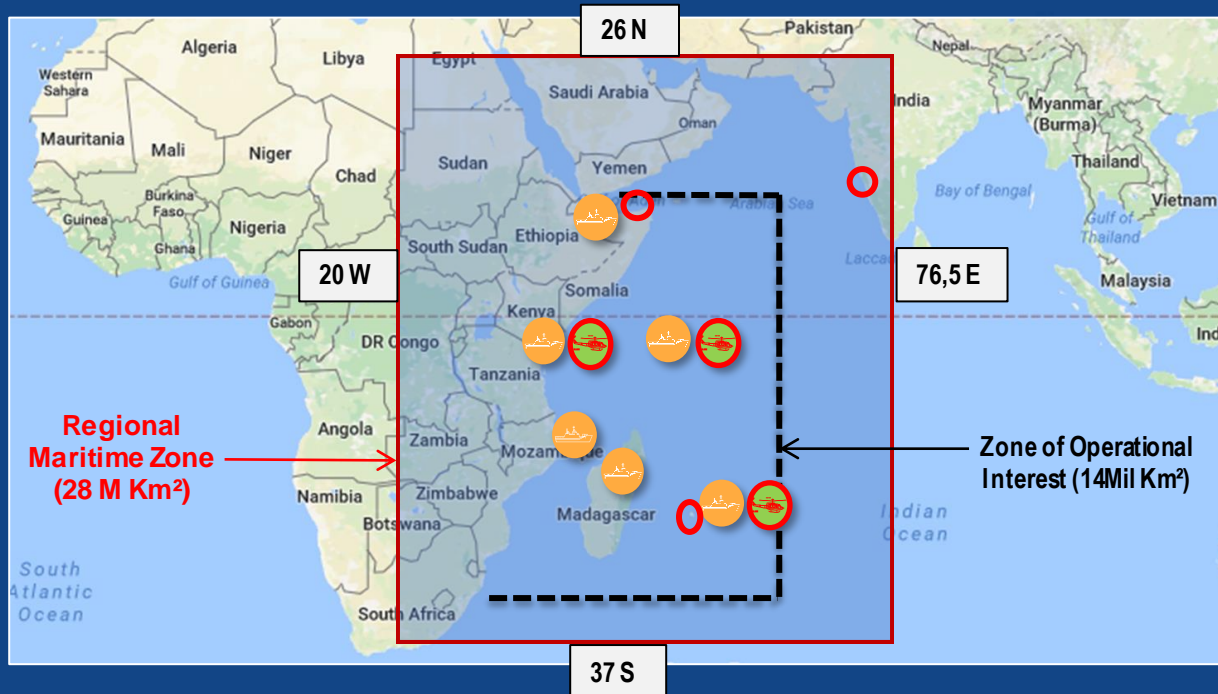 26 N
Pakistan
Algeria
Libya
Egypt
Nepal
Western
Sahara
Saudi Arabia
India
Myanmar
(Burma)
Oman
Mauritania
Mali
Niger
Sudan
Yemen
Thailand
Chad
Burkina
Faso
Bay of Bengal
Vietnam
Guinea
Nigeria
Aden
Arabian Sea
Gulf of
Thailand
Ghana
South Sudan
Ethiopia
20 W
76,5 E
Gulf of Guinea
Somalia
Malaysia
Kenya
Gabon
DR Congo
Tanzania
Regional
Maritime Zone
(28 M Km²)
Angola
Zambia
Mozambique
Zone of Operational
Interest (14Mil Km²)
Zimbabwe
Namibia
Madagascar
Indian
Ocean
Botswana
South
Atlantic
Ocean
South Africa
37 S